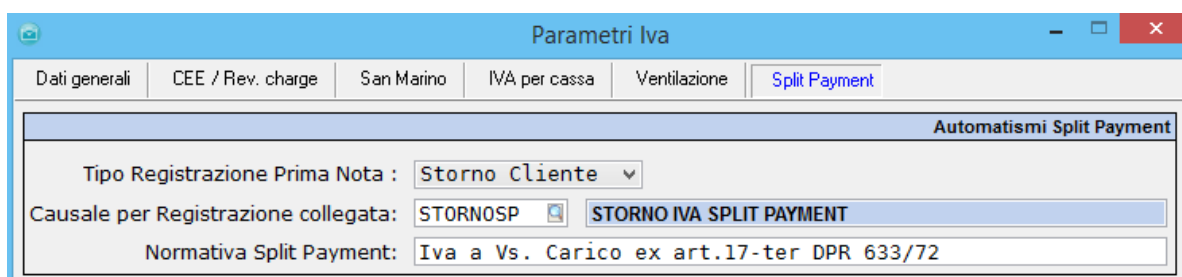 Parametri Iva
Dati generali CEE / Rev. charge San Marino IVA per cassa Ventilazione Split Payment
Automatismi Split Payment
Tipo Registrazione Prima Nota : Storno Cliente
Causale per Registrazione collegata: STORNOSP STORNO IVA SPLIT PAYMENT
Normativa Split Payment: Iva a Vs. Carico ex art.17-ter DPR 633/72